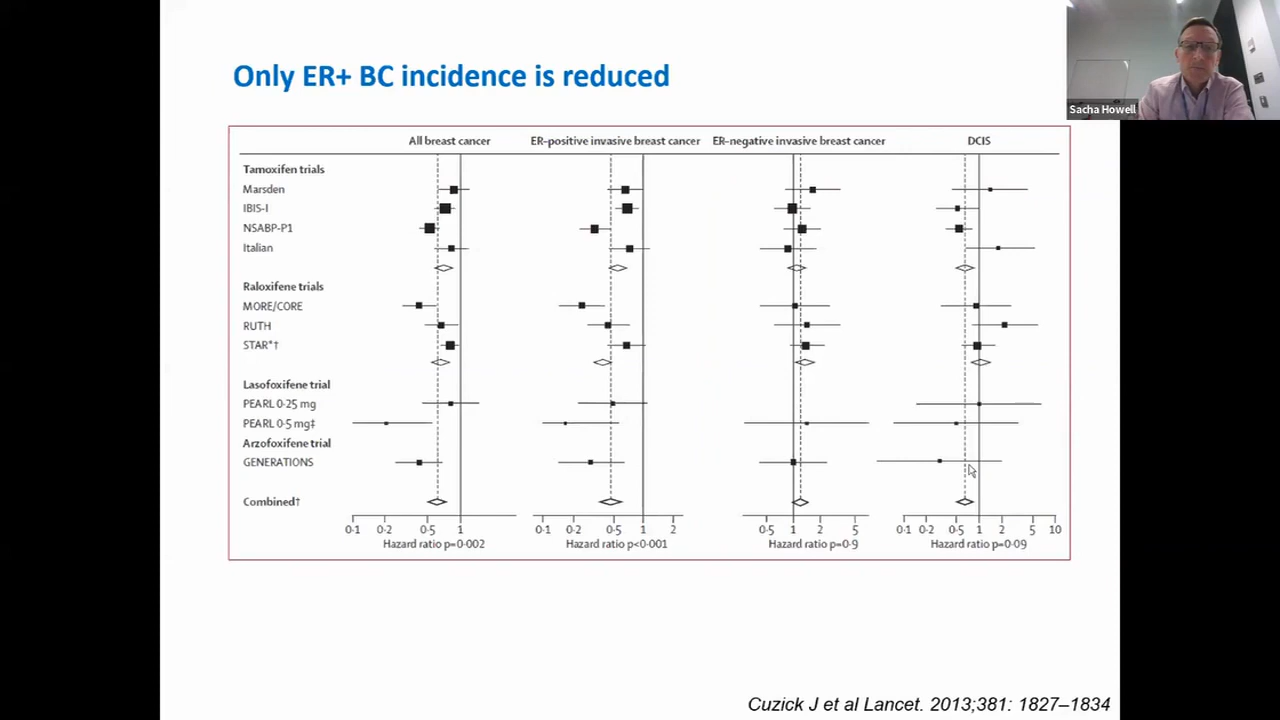 Sacha Howell
Only ER+ BC incidence is reduced
All breast cancer ER-positive invasive breast cancer ER-negative invasive breast cancer DCIS
Tamoxifen trials
Marsden
IBIS-I
NSABP-P1
Italian
Raloxifene trials
MORE/CORE
RUTH
STAR*†
Lasofoxifene trial
PEARL 0·25 mg
PEARL 0·5 mg‡
Arzofoxifene trial
GENERATIONS
Combined†
0·1 0·2 0·5 1 0·1 0·2 0·5 1 2 0·5 1 2 5 0·1 0·2 0·5 1 2 5 10
Hazard ratio p=0·002 Hazard ratio p<0·001 Hazard ratio p=0·9 Hazard ratio p=0·09
Cuzick J et al Lancet. 2013;381: 1827–1834